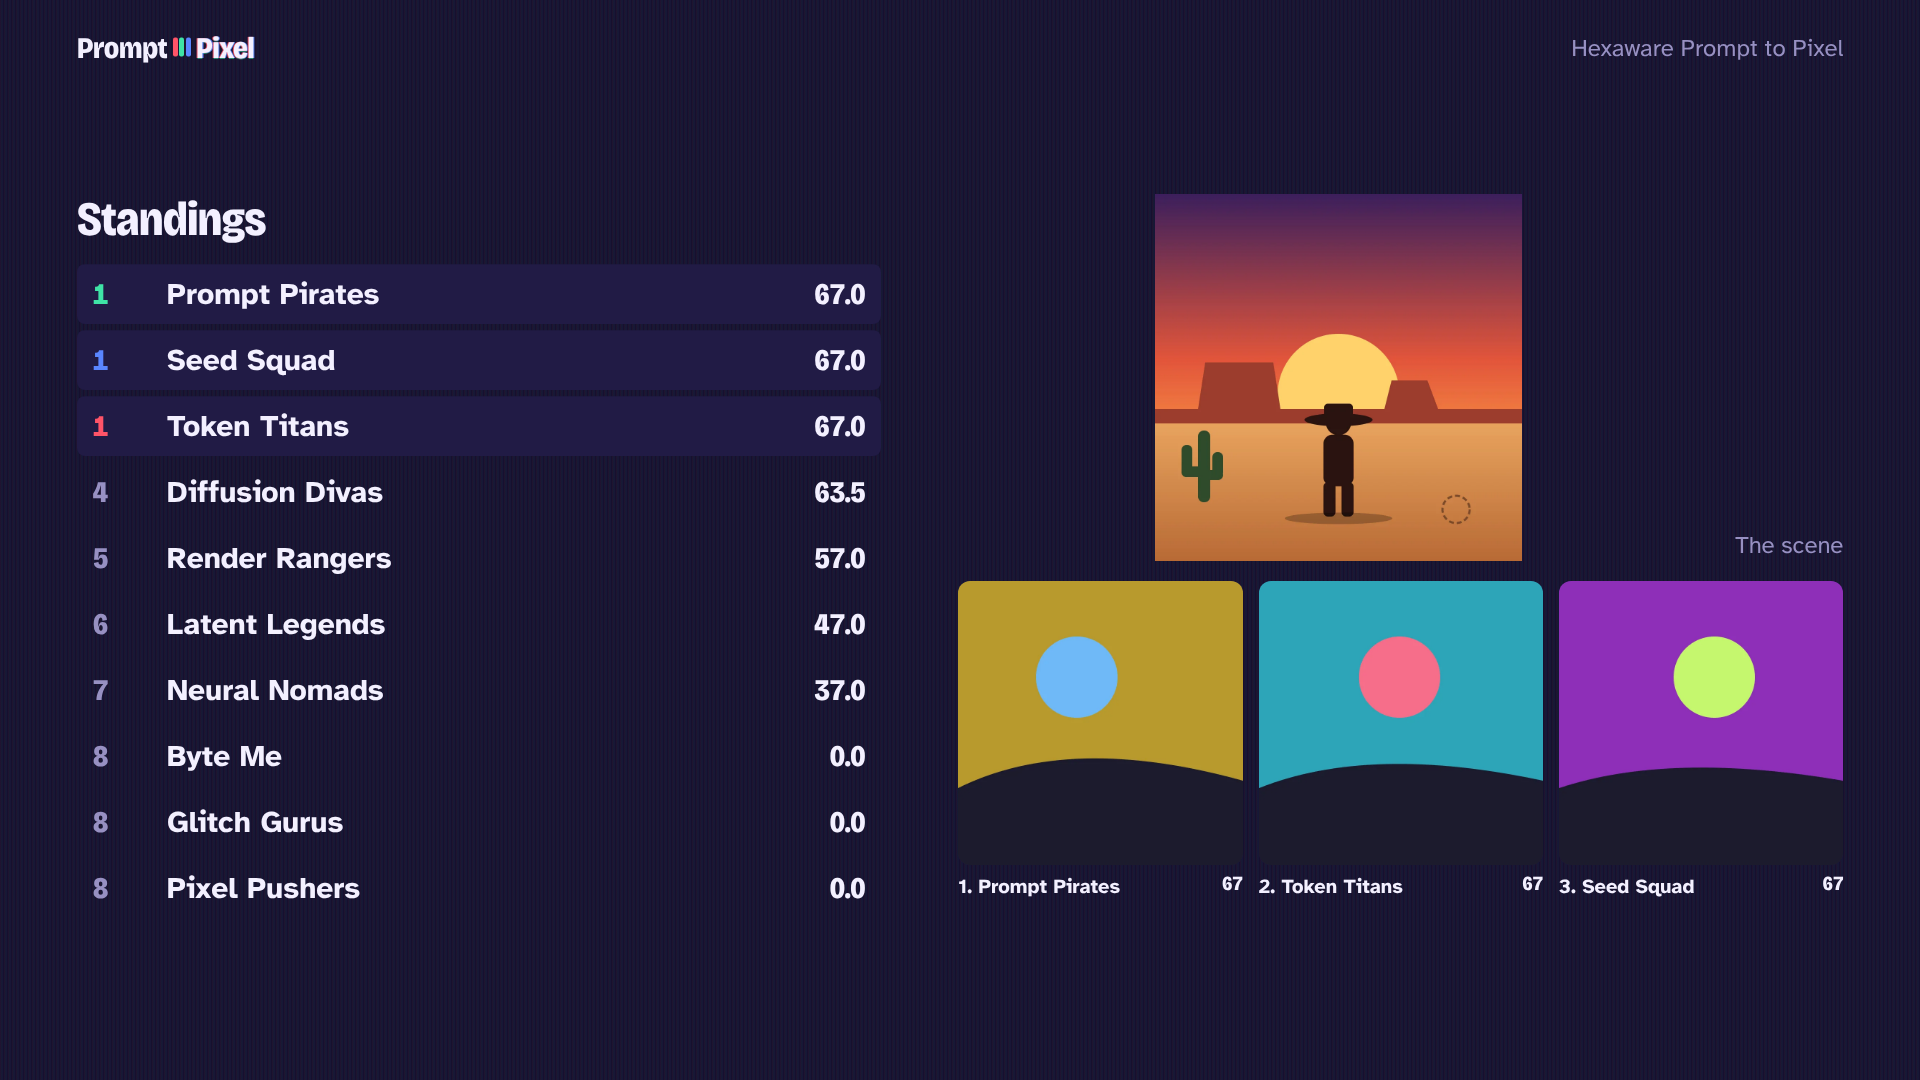 Prompt Pixel
Hexaware Prompt to Pixel
Standings
1 Prompt Pirates 67.0
1 Seed Squad 67.0
1 Token Titans 67.0
4 Diffusion Divas 63.5
5 Render Rangers 57.0
6 Latent Legends 47.0
7 Neural Nomads 37.0
8 Byte Me 0.0
8 Glitch Gurus 0.0
8 Pixel Pushers 0.0
The scene
1. Prompt Pirates 67
2. Token Titans 67
3. Seed Squad 67